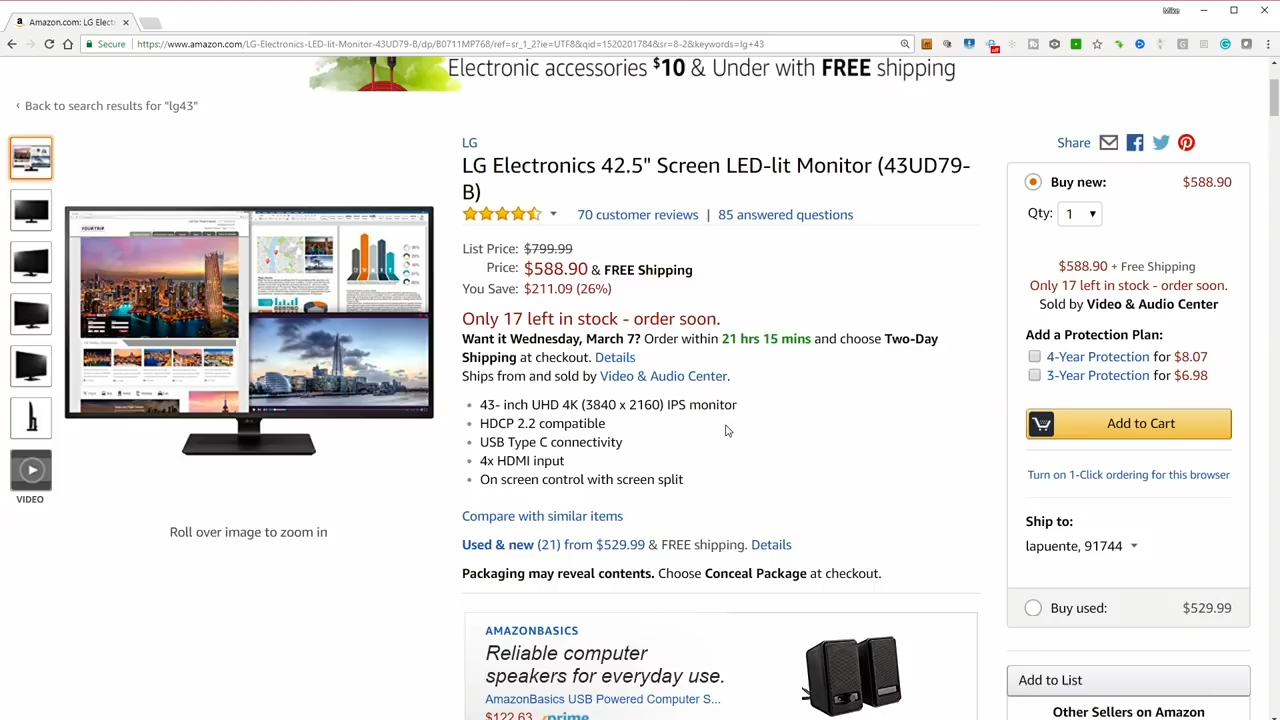 Mike
Amazon.com: LG Elect
Secure
https://www.amazon.com/LG-Electronics-LED-lit-Monitor-43UD79-B/dp/B0711MP768/ref=sr_1_2?ie=UTF8&qid=1520201784&sr=8-2&keywords=lg+43
Electronic accessories $10 & Under with FREE shipping
‹ Back to search results for "lg43"
LG
LG Electronics 42.5" Screen LED-lit Monitor (43UD79-
B)
70 customer reviews | 85 answered questions
List Price: $799.99
Price: $588.90 & FREE Shipping
You Save: $211.09 (26%)
Only 17 left in stock - order soon.
Want it Wednesday, March 7? Order within 21 hrs 15 mins and choose Two-Day
Shipping at checkout. Details
Ships from and sold by Video & Audio Center.
• 43- inch UHD 4K (3840 x 2160) IPS monitor
• HDCP 2.2 compatible
• USB Type C connectivity
• 4x HDMI input
• On screen control with screen split
Compare with similar items
Used & new (21) from $529.99 & FREE shipping. Details
Packaging may reveal contents. Choose Conceal Package at checkout.
AMAZONBASICS
Reliable computer
speakers for everyday use.
AmazonBasics USB Powered Computer S...
$122.63 prime
YOURTRIP
VIDEO
Roll over image to zoom in
Share
Buy new: $588.90
Qty: 1
$588.90 + Free Shipping
Only 17 left in stock - order soon.
Sold by Video & Audio Center
Add a Protection Plan:
4-Year Protection for $8.07
3-Year Protection for $6.98
Add to Cart
Turn on 1-Click ordering for this browser
Ship to:
lapuente, 91744
Buy used: $529.99
Add to List
Other Sellers on Amazon